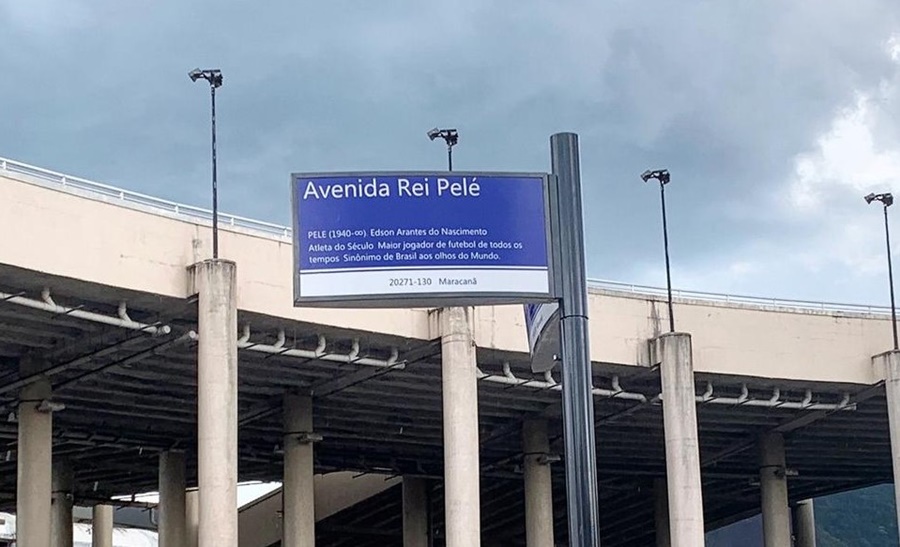 Avenida Rei Pelé
PELE (1940-∞) Edson Arantes do Nascimento
Atleta do Século Maior jogador de futebol de todos os
tempos Sinônimo de Brasil aos olhos do Mundo.
20271-130 Maracanã